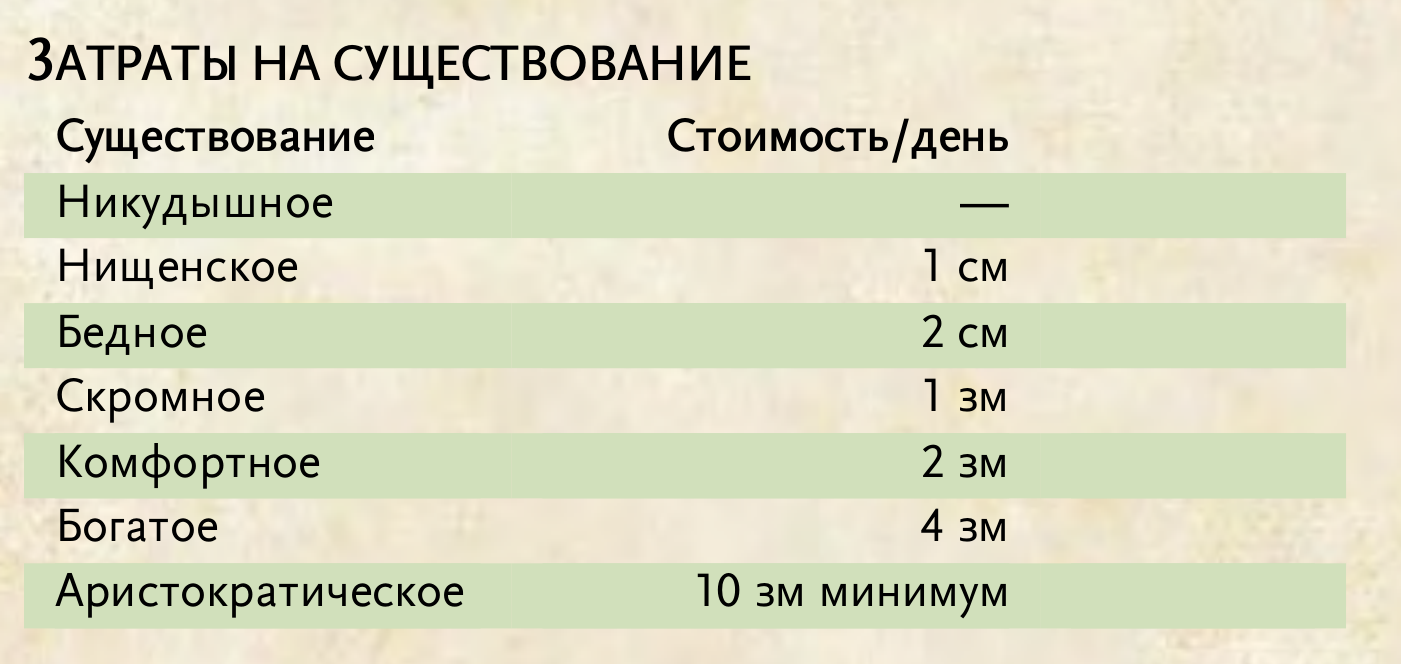 Затраты на существование
Существование Стоимость/день
Никудышное —
Нищенское 1 см
Бедное 2 см
Скромное 1 зм
Комфортное 2 зм
Богатое 4 зм
Аристократическое 10 зм минимум